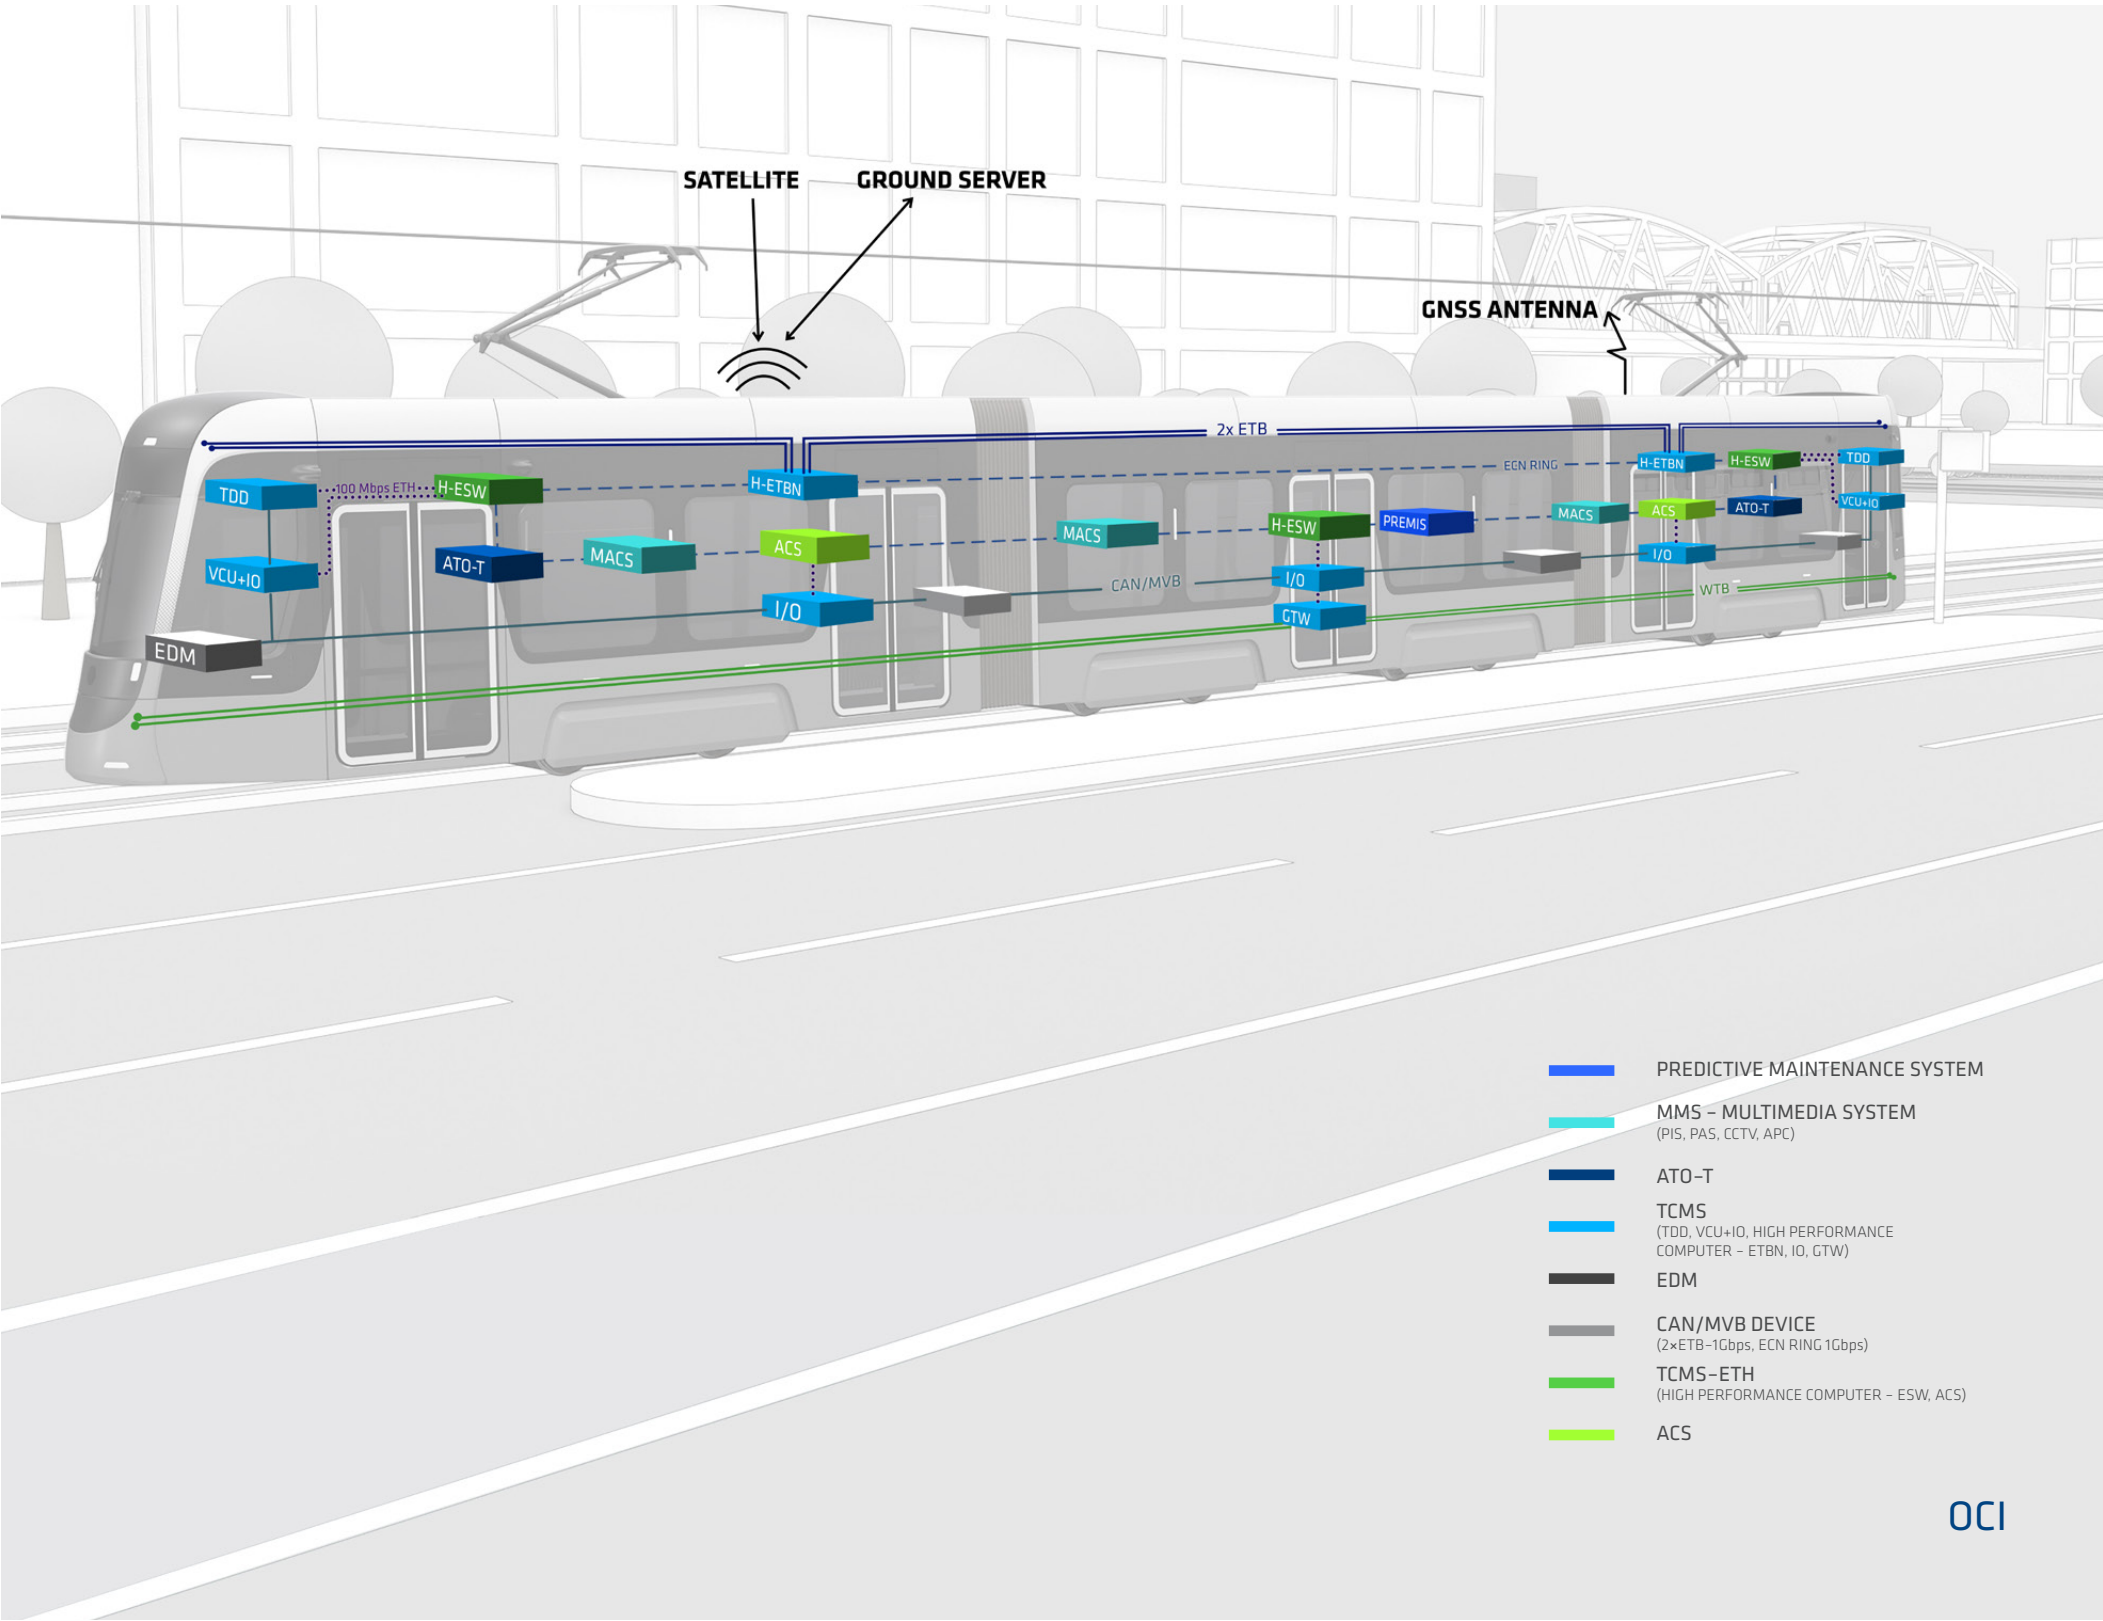 SATELLITE
GROUND SERVER
GNSS ANTENNA
2x ETB
ECN RING
H-ETBN
H-ESW
TDD
TDD
100 Mbps ETH
H-ESW
H-ETBN
VCU+IO
MACS
ACS
ATO-T
VCU+IO
ATO-T
MACS
ACS
MACS
H-ESW
PREMIS
I/O
I/O
I/O
CAN/MVB
WTB
GTW
EDM
PREDICTIVE MAINTENANCE SYSTEM
MMS - MULTIMEDIA SYSTEM
(PIS, PAS, CCTV, APC)
ATO-T
TCMS
(TDD, VCU+IO, HIGH PERFORMANCE
COMPUTER - ETBN, IO, GTW)
EDM
CAN/MVB DEVICE
(2×ETB-1Gbps, ECN RING 1Gbps)
TCMS-ETH
(HIGH PERFORMANCE COMPUTER - ESW, ACS)
ACS
OCI